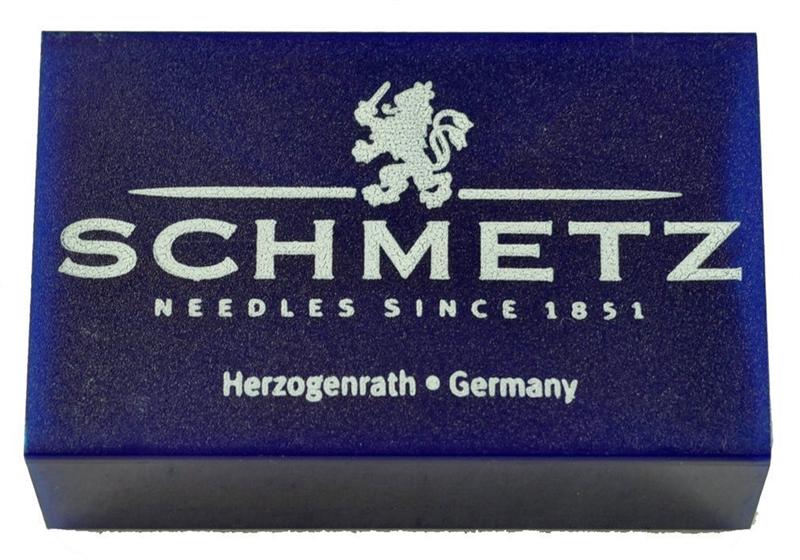 SCHMETZ
NEEDLES SINCE 1851
Herzogenrath • Germany